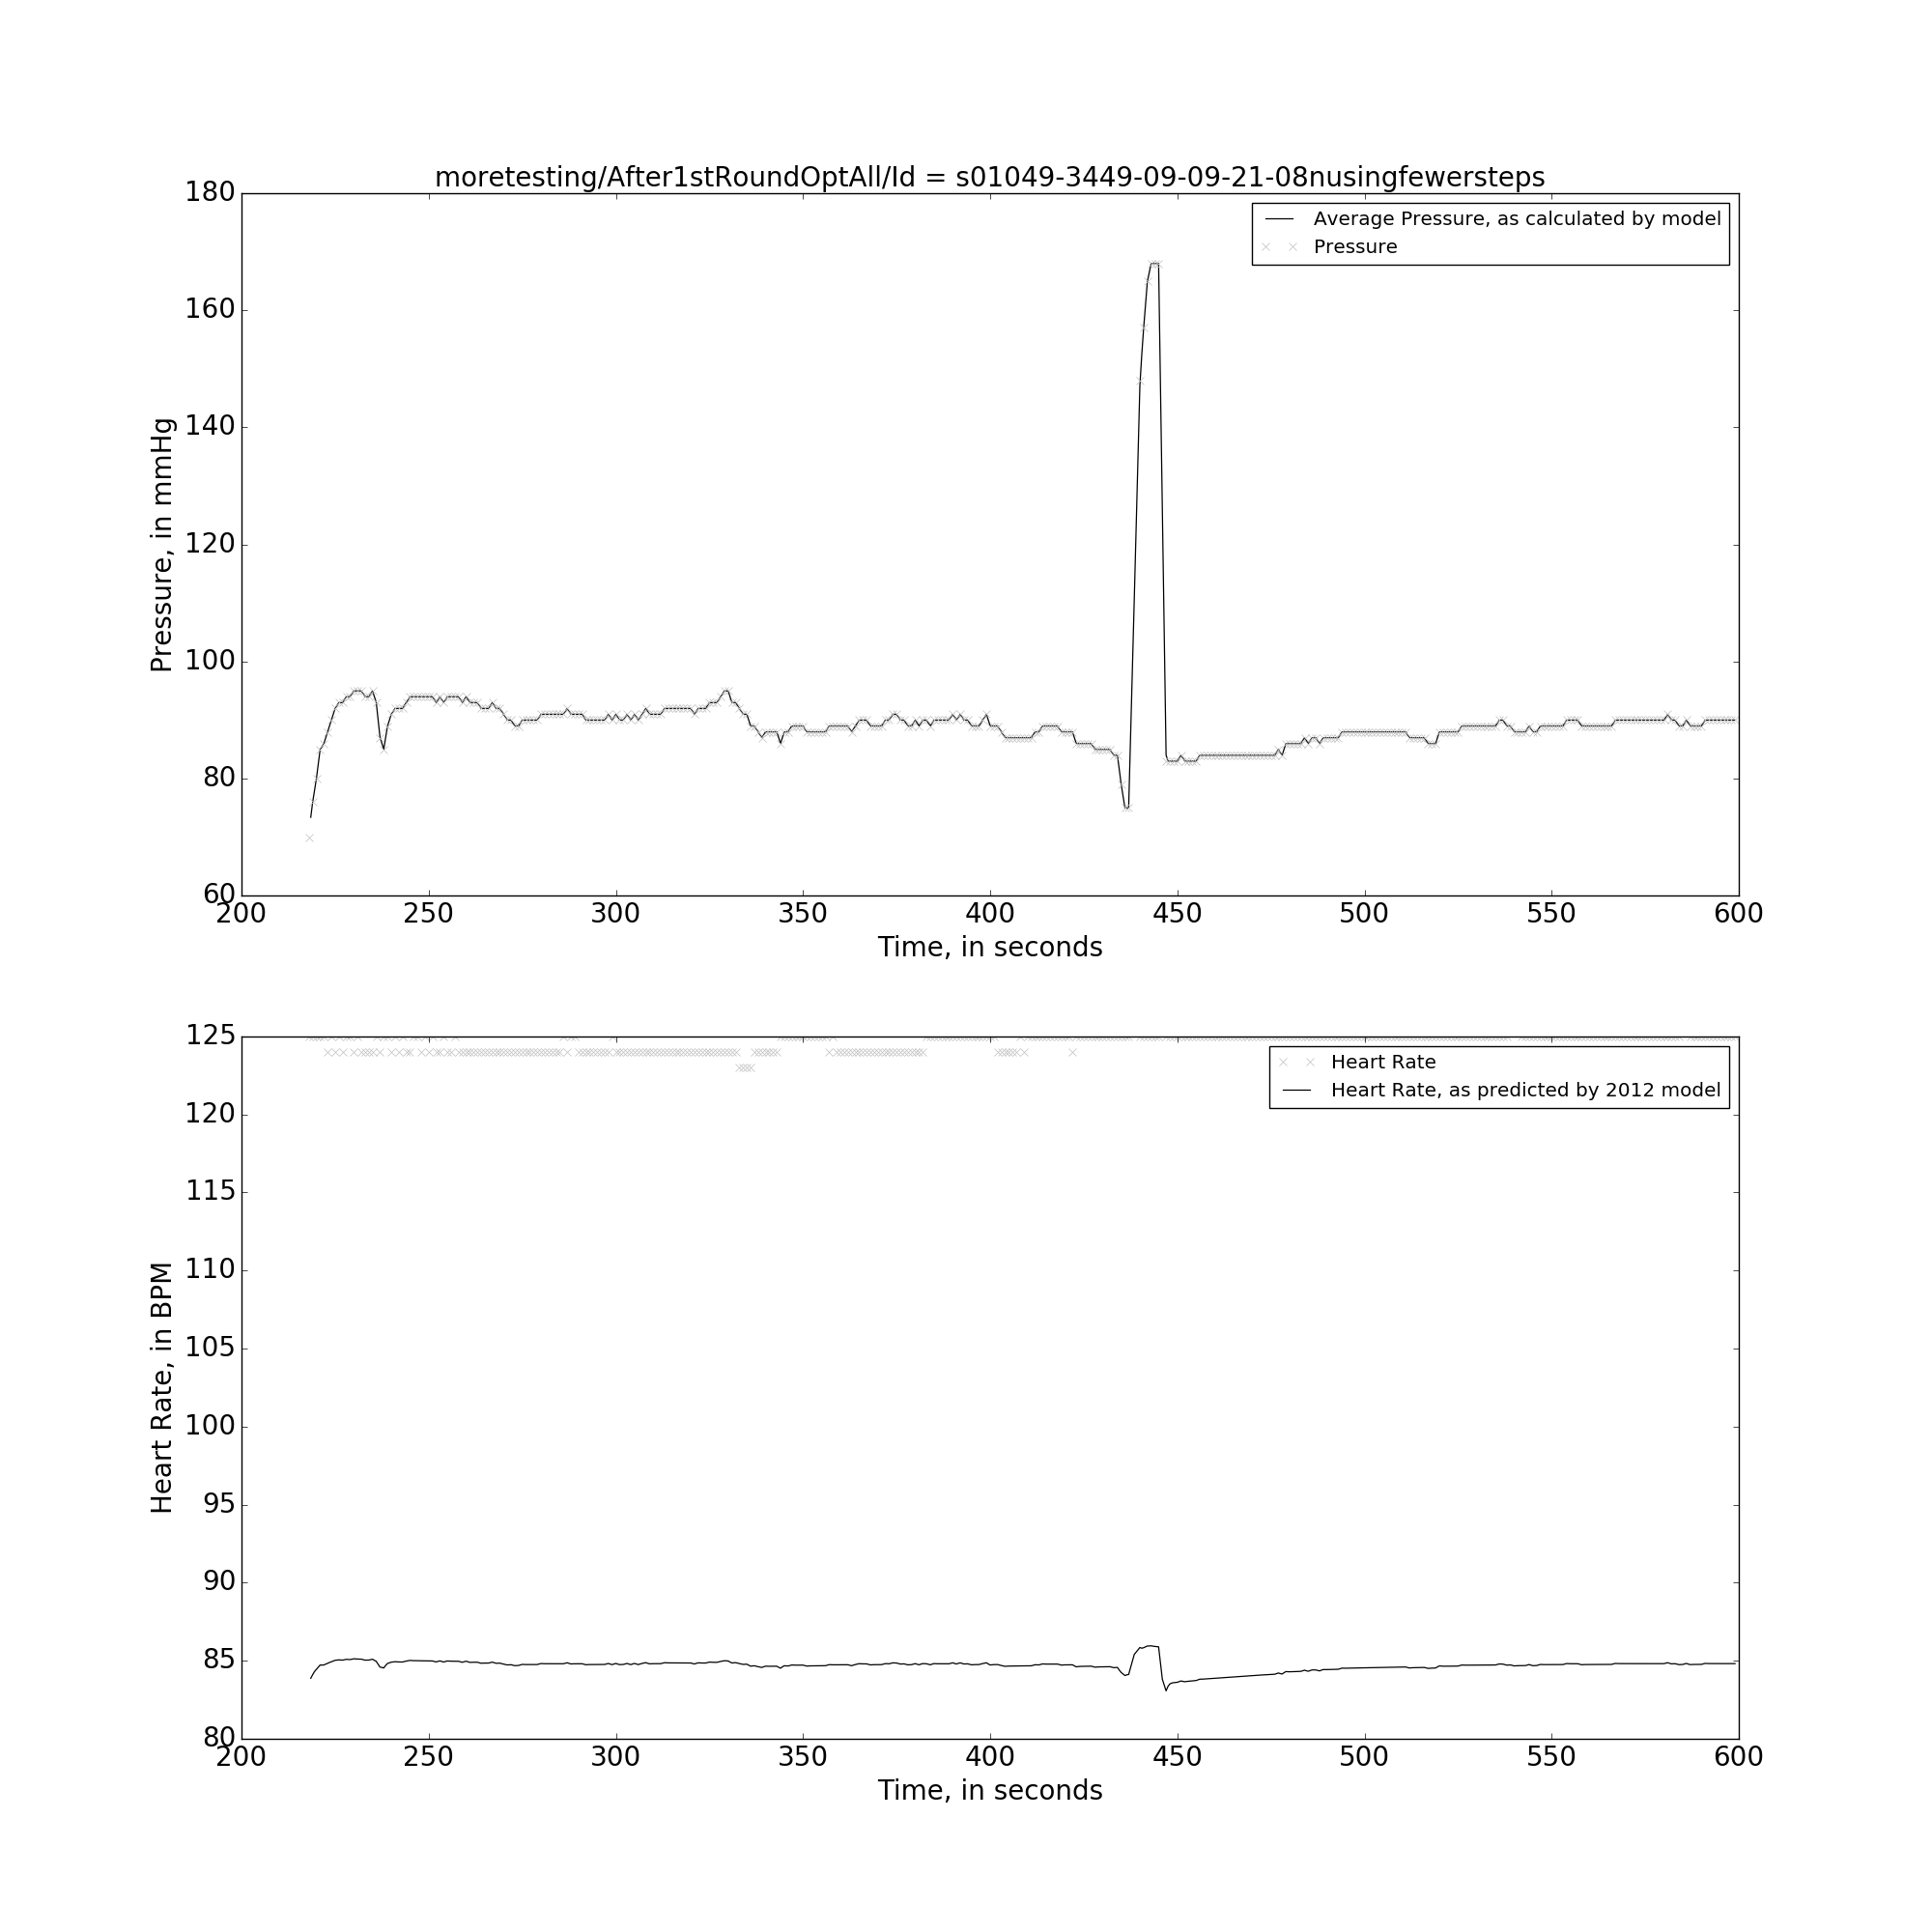 moretesting/After1stRoundOptAll/Id = s01049-3449-09-09-21-08nusingfewersteps
180
160
140
120
100
80
60
Pressure, in mmHg
Average Pressure, as calculated by model
Pressure
200 250 300 350 400 450 500 550 600
Time, in seconds
125
120
115
110
105
100
95
90
85
80
Heart Rate, in BPM
Heart Rate
Heart Rate, as predicted by 2012 model
200 250 300 350 400 450 500 550 600
Time, in seconds